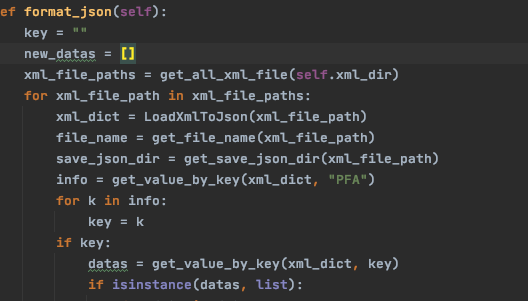 ef format_json(self):
key = ""
new_datas = []
xml_file_paths = get_all_xml_file(self.xml_dir)
for xml_file_path in xml_file_paths:
xml_dict = LoadXmlToJson(xml_file_path)
file_name = get_file_name(xml_file_path)
save_json_dir = get_save_json_dir(xml_file_path)
info = get_value_by_key(xml_dict, "PFA")
for k in info:
key = k
if key:
datas = get_value_by_key(xml_dict, key)
if isinstance(datas, list):